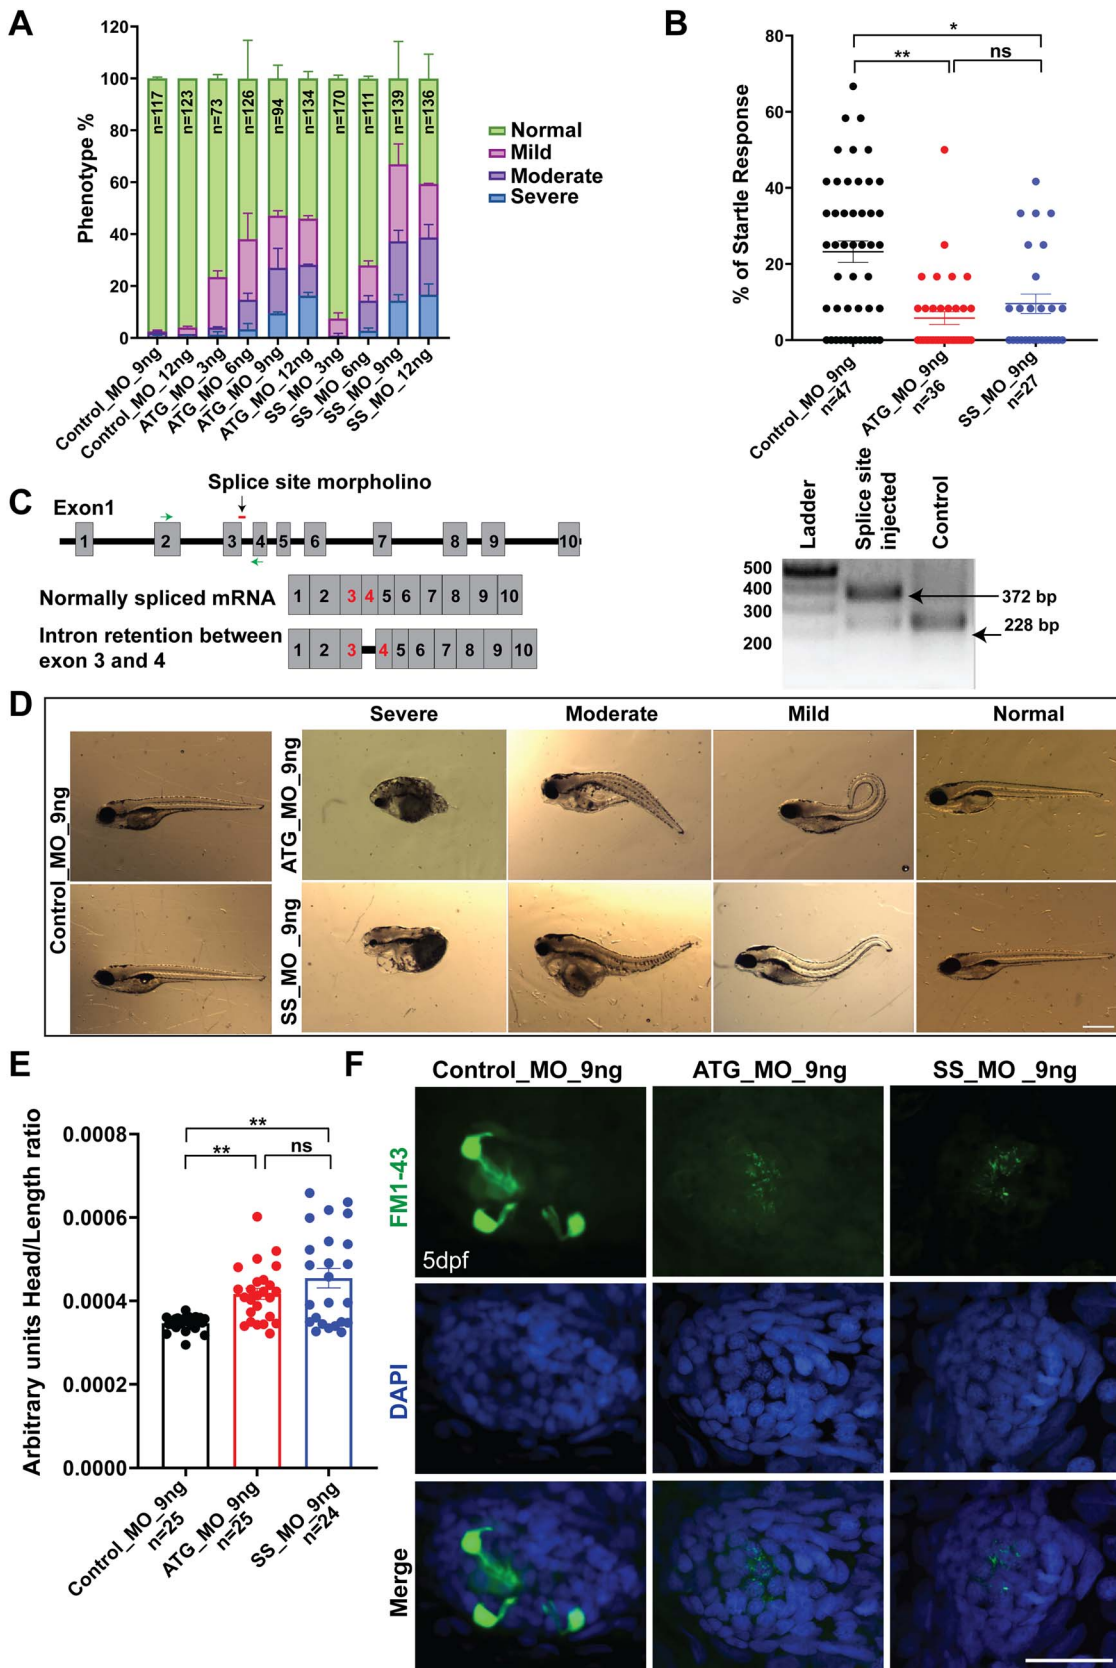 A
120
100
80
60
40
20
0
Phenotype %
n=117
n=123
n=73
n=126
n=94
n=134
n=170
n=111
n=139
n=136
Normal
Mild
Moderate
Severe
Control_MO_9ng
Control_MO_12ng
ATG_MO_3ng
ATG_MO_6ng
ATG_MO_9ng
ATG_MO_12ng
SS_MO_3ng
SS_MO_6ng
SS_MO_9ng
SS_MO_12ng
B
80
60
40
20
0
% of Startle Response
*
**
ns
Control_MO_9ng
n=47
ATG_MO_9ng
n=36
SS_MO_9ng
n=27
C
Splice site morpholino
Exon1
1 2 3 4 5 6 7 8 9 10
Normally spliced mRNA
1 2 3 4 5 6 7 8 9 10
Intron retention between
exon 3 and 4
1 2 3 4 5 6 7 8 9 10
Ladder
Splice site
injected
Control
500
400
300
200
372 bp
228 bp
D
Severe Moderate Mild Normal
Control_MO_9ng
ATG_MO_9ng
SS_MO_9ng
E
0.0008
0.0006
0.0004
0.0002
0.0000
Arbitrary units Head/Length ratio
**
**
ns
Control_MO_9ng
n=25
ATG_MO_9ng
n=25
SS_MO_9ng
n=24
F
Control_MO_9ng ATG_MO_9ng SS_MO _9ng
FM1-43
5dpf
DAPI
Merge